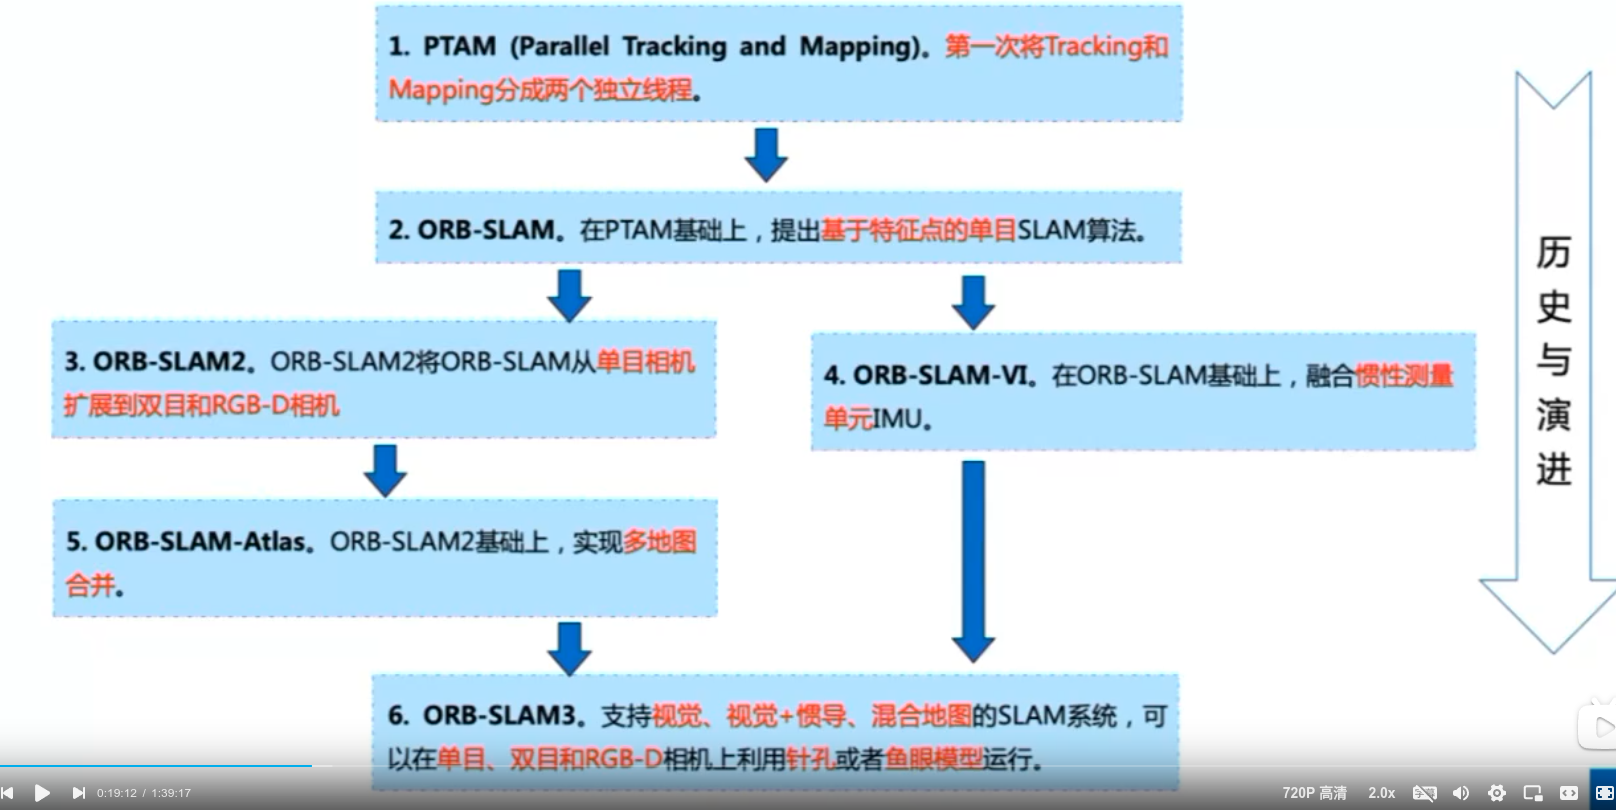 1. PTAM (Parallel Tracking and Mapping)。第一次将Tracking和
Mapping分成两个独立线程。
2. ORB-SLAM。在PTAM基础上，提出基于特征点的单目SLAM算法。
3. ORB-SLAM2。ORB-SLAM2将ORB-SLAM从单目相机
扩展到双目和RGB-D相机
4. ORB-SLAM-VI。在ORB-SLAM基础上，融合惯性测量
单元IMU。
5. ORB-SLAM-Atlas。ORB-SLAM2基础上，实现多地图
合并。
6. ORB-SLAM3。支持视觉、视觉+惯导、混合地图的SLAM系统，可
以在单目、双目和RGB-D相机上利用针孔或者鱼眼模型运行。
历
史
与
演
进
0:19:12 / 1:39:17
720P 高清 2.0x